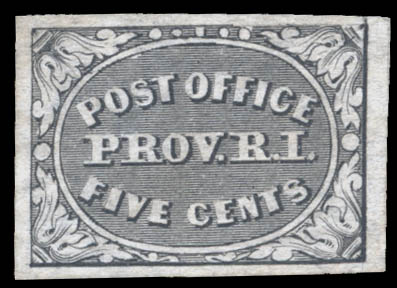 POST OFFICE
PROV. R. I.
FIVE CENTS